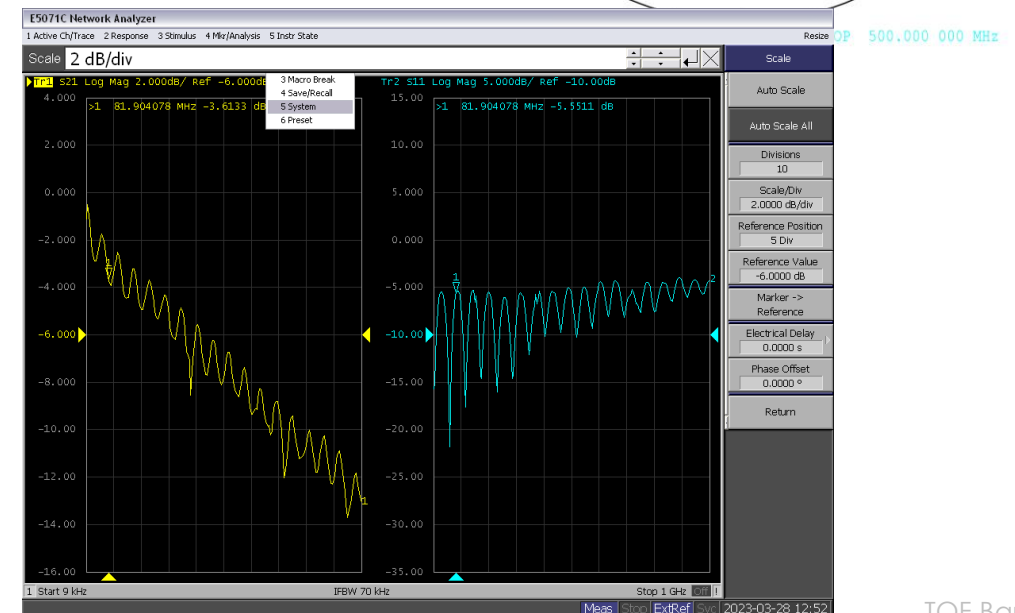 E5071C Network Analyzer
1 Active Ch/Trace 2 Response 3 Stimulus 4 Mkr/Analysis 5 Instr State
Resize
OP 500.000 000 MHz
Scale 2 dB/div
Scale
Tr1 S21 Log Mag 2.000dB/ Ref -6.000d
3 Macro Break
4 Save/Recall
5 System
6 Preset
Tr2 S11 Log Mag 5.000dB/ Ref -10.00dB
>1 81.904078 MHz -3.6133 dB
>1 81.904078 MHz -5.5511 dB
4.000
2.000
0.000
-2.000
-4.000
-6.000
-8.000
-10.00
-12.00
-14.00
-16.00
1
1
15.00
10.00
5.000
0.000
-5.000
-10.00
-15.00
-20.00
-25.00
-30.00
-35.00
1
2
Auto Scale
Auto Scale All
Divisions
10
Scale/Div
2.0000 dB/div
Reference Position
5 Div
Reference Value
-6.0000 dB
Marker ->
Reference
Electrical Delay
0.0000 s
Phase Offset
0.0000 °
Return
1 Start 9 kHz
IFBW 70 kHz
Stop 1 GHz Off !
Meas Stop ExtRef Svc 2023-03-28 12:52